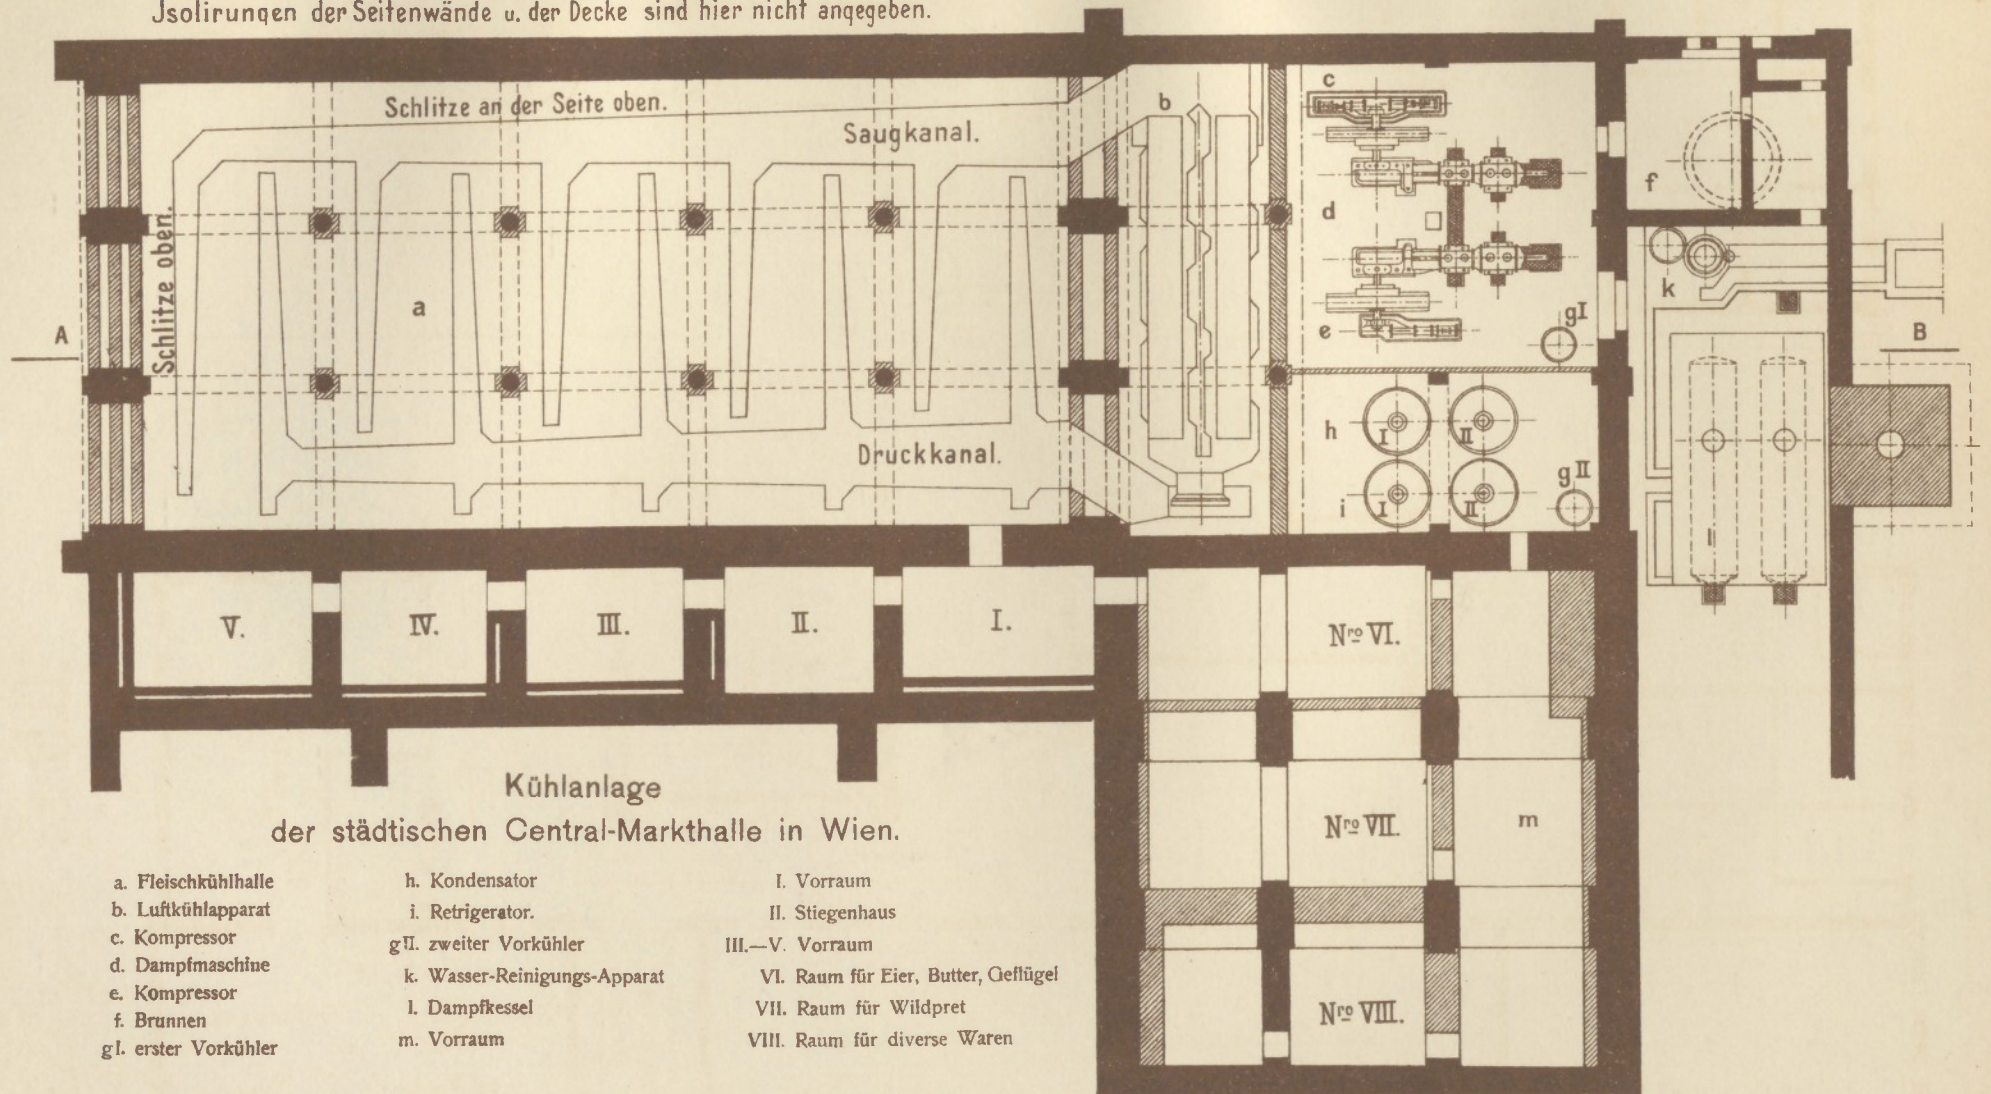 Jsolirungen der Seitenwände u. der Decke sind hier nicht angegeben.
Schlitze an der Seite oben.
Saugkanal.
Schlitze oben.
b
c
f
d
a
A
e
gI
k
B
h
I
II
Druckkanal.
gII
i
I
II
l
V.
IV.
III.
II.
I.
Nro VI.
Nro VII.
m
Nro VIII.
Kühlanlage
der städtischen Central-Markthalle in Wien.
a. Fleischkühlhalle
b. Luftkühlapparat
c. Kompressor
d. Dampfmaschine
e. Kompressor
f. Brunnen
gI. erster Vorkühler
h. Kondensator
i. Retrigerator.
gII. zweiter Vorkühler
k. Wasser-Reinigungs-Apparat
l. Dampfkessel
m. Vorraum
I. Vorraum
II. Stiegenhaus
III.—V. Vorraum
VI. Raum für Eier, Butter, Geflügel
VII. Raum für Wildpret
VIII. Raum für diverse Waren